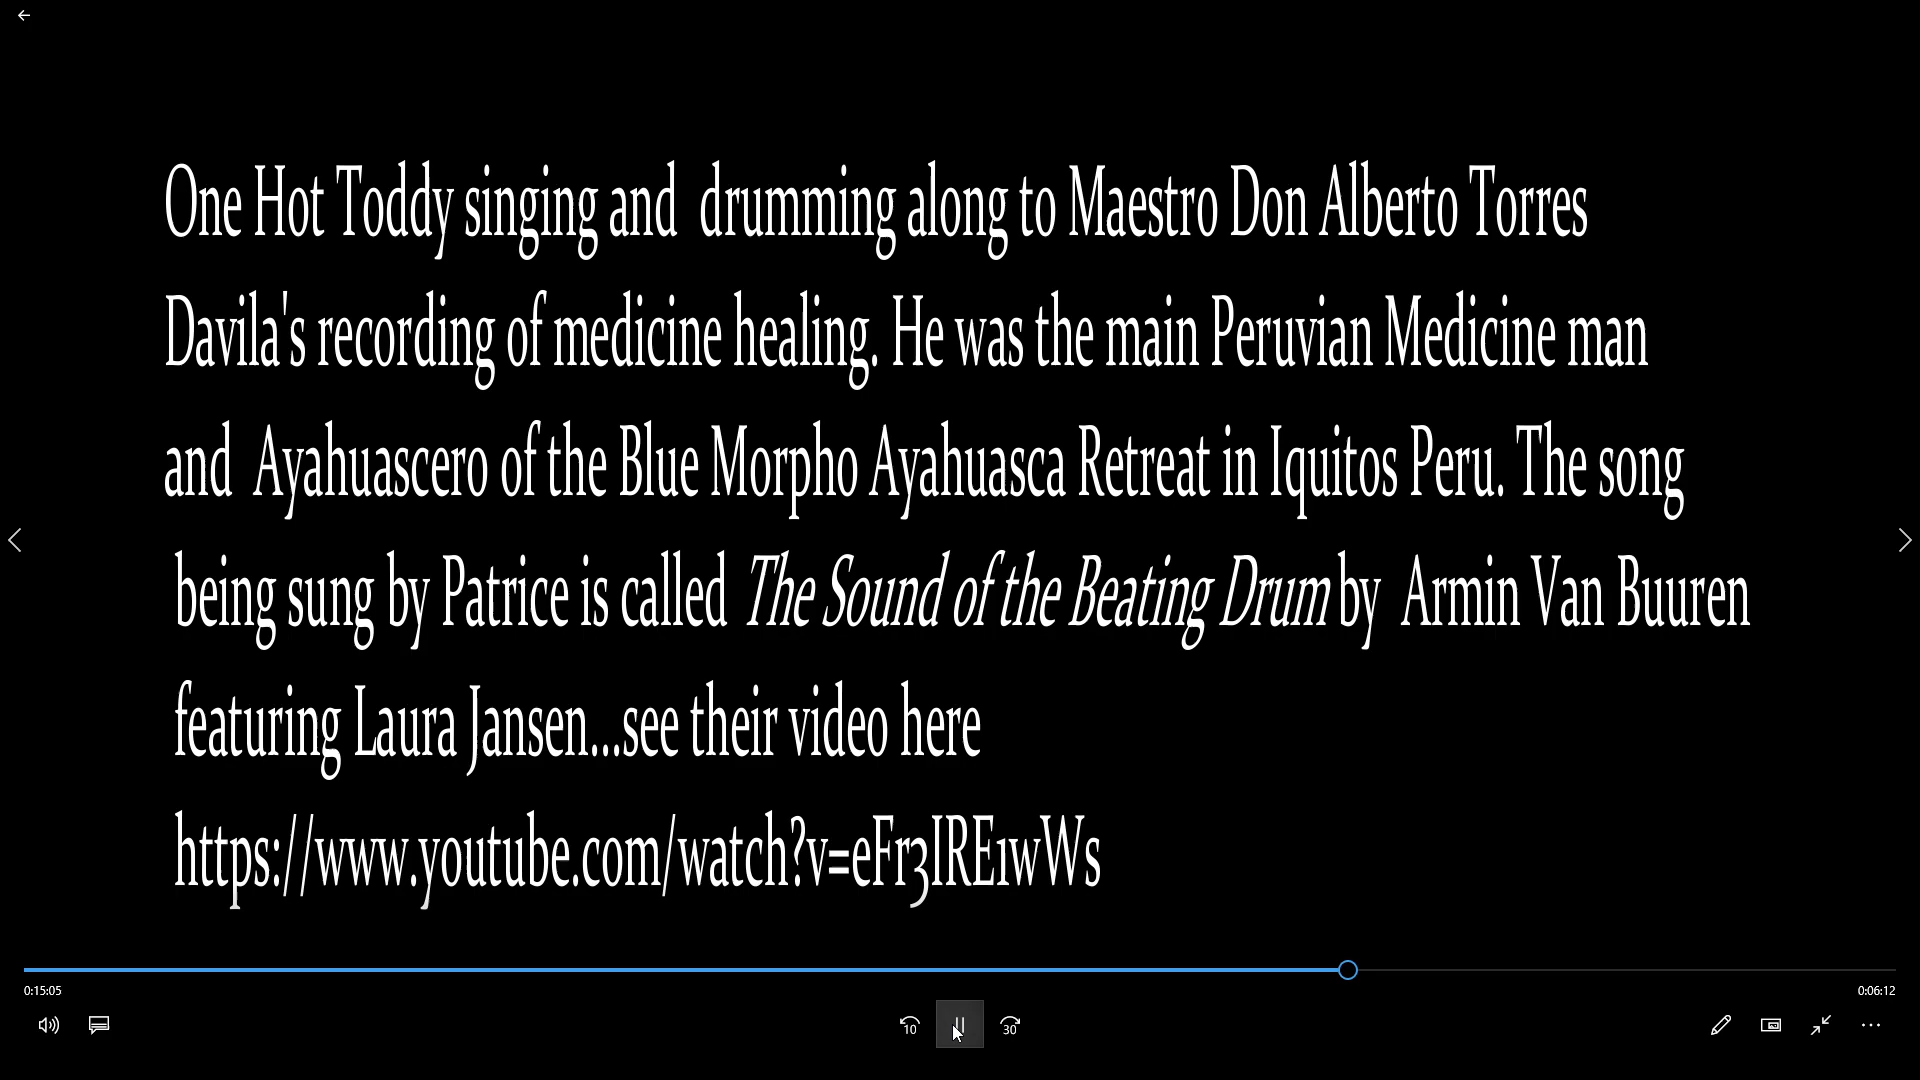 One Hot Toddy singing and drumming along to Maestro Don Alberto Torres
Davila's recording of medicine healing. He was the main Peruvian Medicine man
and Ayahuascero of the Blue Morpho Ayahuasca Retreat in Iquitos Peru. The song
being sung by Patrice is called The Sound of the Beating Drum by Armin Van Buuren
featuring Laura Jansen...see their video here
https://www.youtube.com/watch?v=eFr3IRE1wWs
0:15:05
0:06:12
10
30